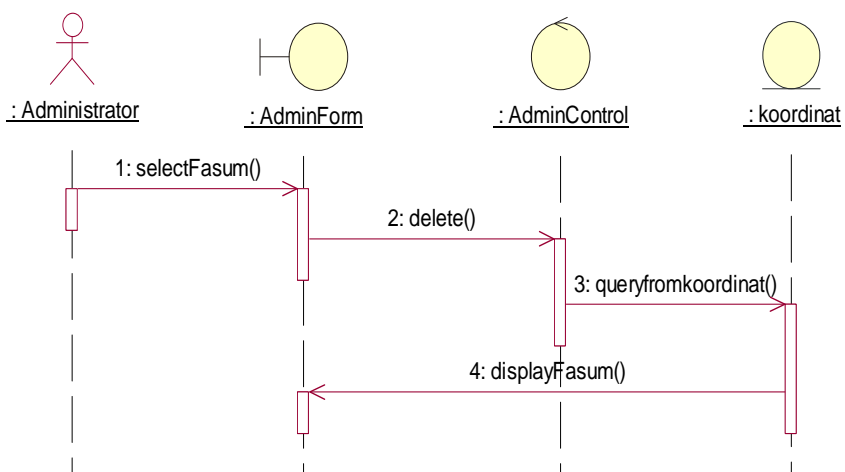 : Administrator
: AdminForm
: AdminControl
: koordinat
1: selectFasum()
2: delete()
3: queryfromkoordinat()
4: displayFasum()